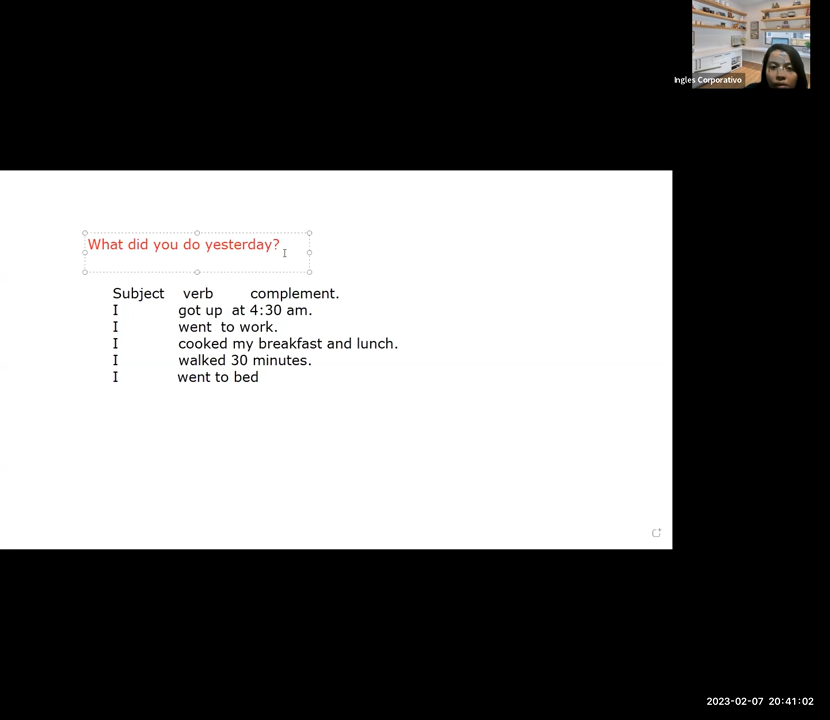 Ingles Corporativo
What did you do yesterday?
Subject verb complement.
I got up at 4:30 am.
I went to work.
I cooked my breakfast and lunch.
I walked 30 minutes.
I went to bed
2023-02-07 20:41:02